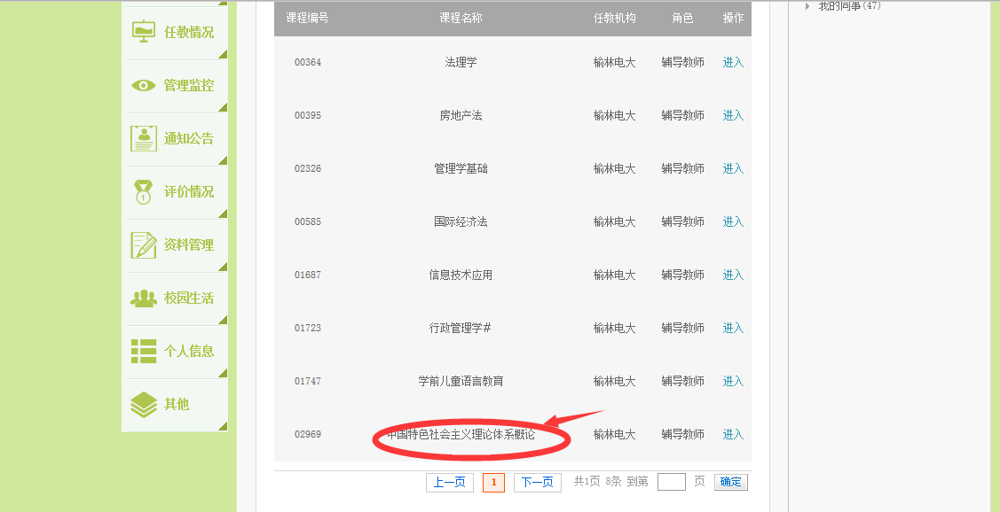 任教情况
管理监控
通知公告
评价情况
资料管理
校园生活
个人信息
其他
课程编号 课程名称 任教机构 角色 操作
00364 法理学 榆林电大 辅导教师 进入
00395 房地产法 榆林电大 辅导教师 进入
02326 管理学基础 榆林电大 辅导教师 进入
00585 国际经济法 榆林电大 辅导教师 进入
01687 信息技术应用 榆林电大 辅导教师 进入
01723 行政管理学# 榆林电大 辅导教师 进入
01747 学前儿童语言教育 榆林电大 辅导教师 进入
02969 中国特色社会主义理论体系概论 榆林电大 辅导教师 进入
上一页 1 下一页 共1页 8条 到第 页 确定
我的同事(47)